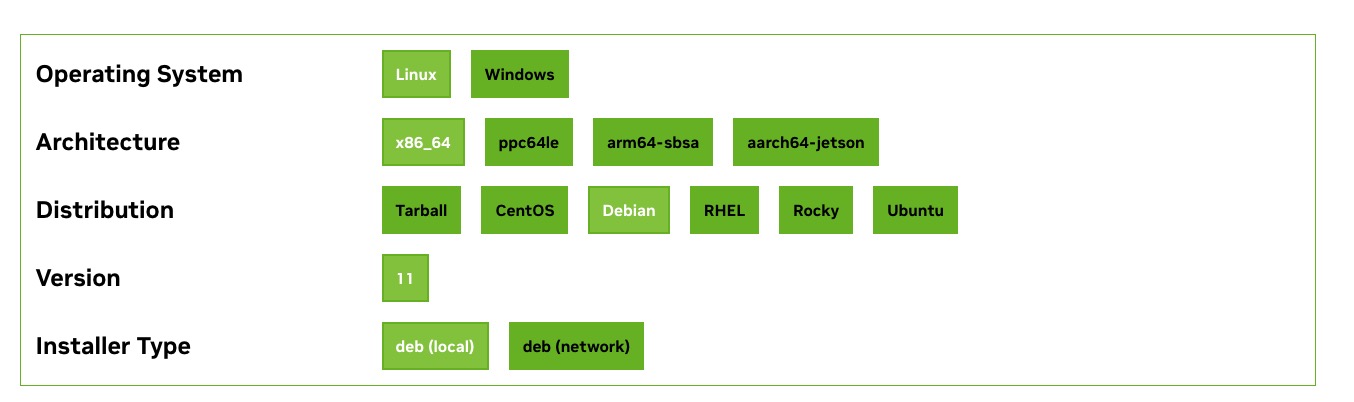 Operating System Linux Windows
Architecture x86_64 ppc64le arm64-sbsa aarch64-jetson
Distribution Tarball CentOS Debian RHEL Rocky Ubuntu
Version 11
Installer Type deb (local) deb (network)